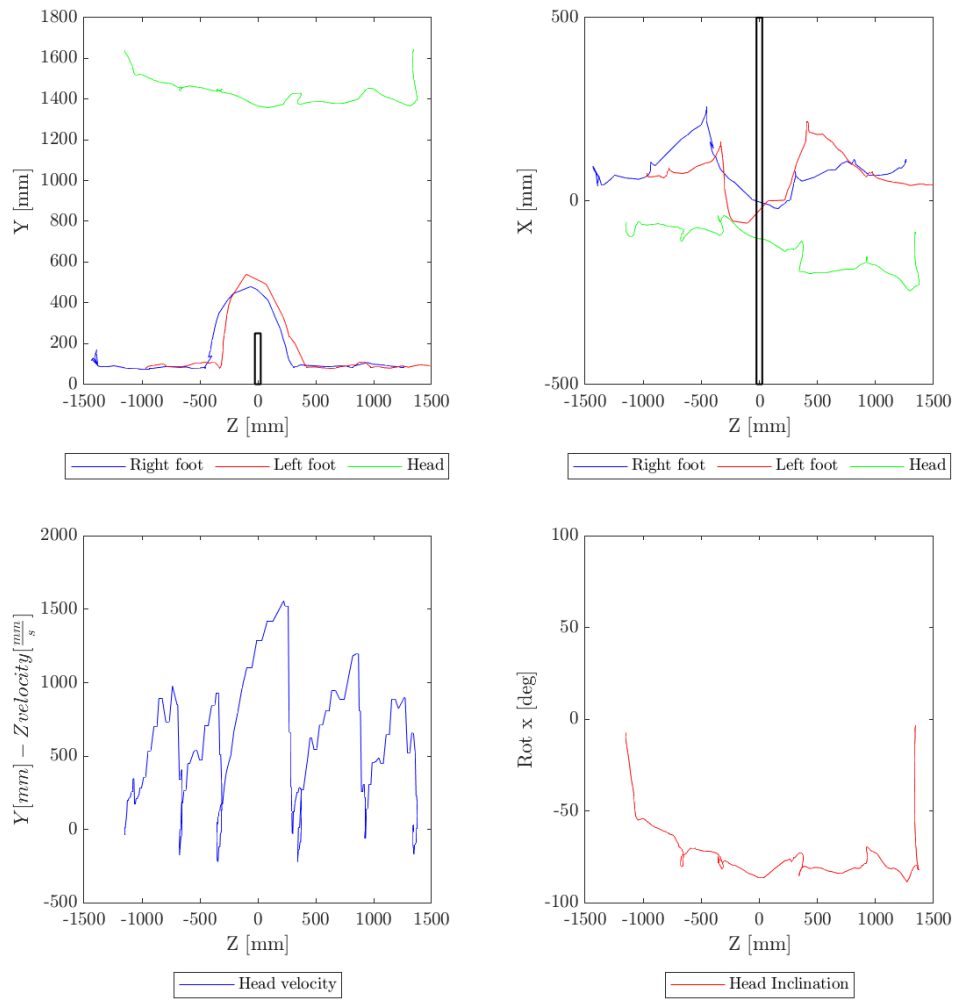 1800
1600
1400
1200
1000
800
600
400
200
0
Y [mm]
-1500 -1000 -500 0 500 1000 1500
Z [mm]
Right foot Left foot Head
500
0
-500
X [mm]
-1500 -1000 -500 0 500 1000 1500
Z [mm]
Right foot Left foot Head
2000
1500
1000
500
0
-500
Y[mm] − Zvelocity[mm/s]
-1500 -1000 -500 0 500 1000 1500
Z [mm]
Head velocity
100
50
0
-50
-100
Rot x [deg]
-1500 -1000 -500 0 500 1000 1500
Z [mm]
Head Inclination